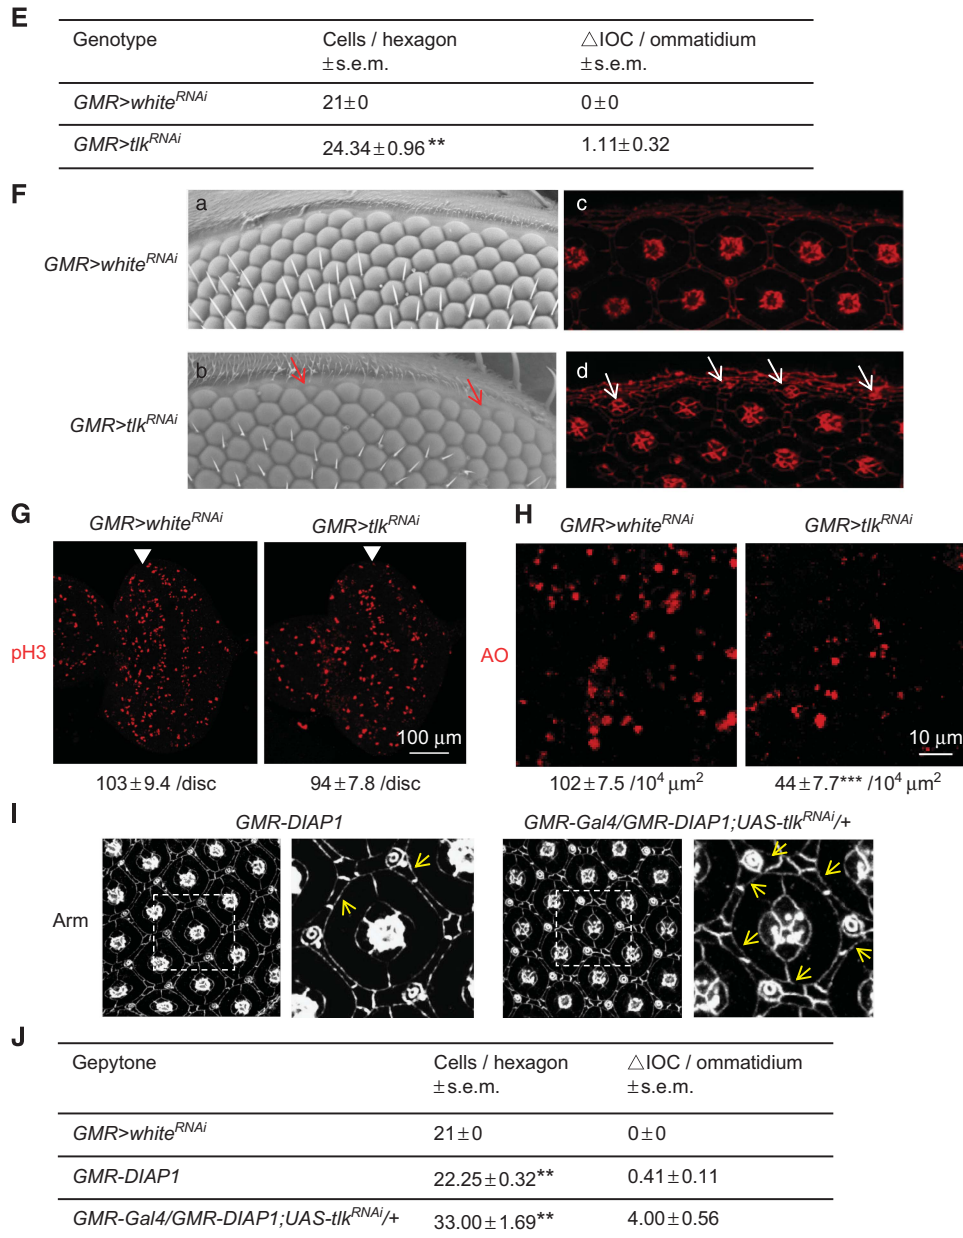 E
Genotype Cells / hexagon △IOC / ommatidium
±s.e.m. ±s.e.m.
GMR>white^RNAi 21±0 0±0
GMR>tlk^RNAi 24.34±0.96** 1.11±0.32
F
a c
GMR>white^RNAi
b d
GMR>tlk^RNAi
G GMR>white^RNAi GMR>tlk^RNAi H GMR>white^RNAi GMR>tlk^RNAi
pH3 AO
100 μm 10 μm
103±9.4 /disc 94±7.8 /disc 102±7.5 /10^4 μm^2 44±7.7*** /10^4 μm^2
I
GMR-DIAP1 GMR-Gal4/GMR-DIAP1;UAS-tlk^RNAi/+
Arm
J
Gepytone Cells / hexagon △IOC / ommatidium
±s.e.m. ±s.e.m.
GMR>white^RNAi 21±0 0±0
GMR-DIAP1 22.25±0.32** 0.41±0.11
GMR-Gal4/GMR-DIAP1;UAS-tlk^RNAi/+ 33.00±1.69** 4.00±0.56